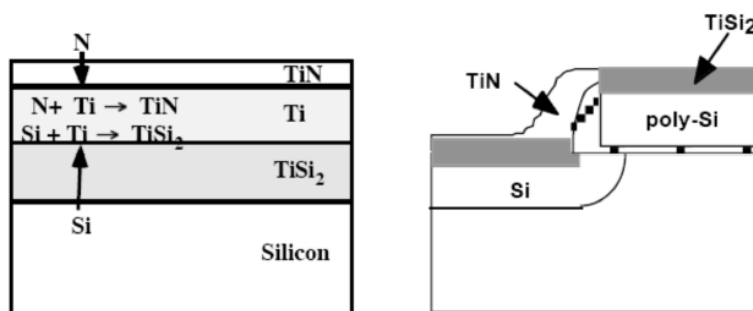 N
TiN
N+ Ti → TiN
Ti
Si + Ti → TiSi₂
TiSi₂
Si
Silicon
TiSi₂
TiN
poly-Si
Si